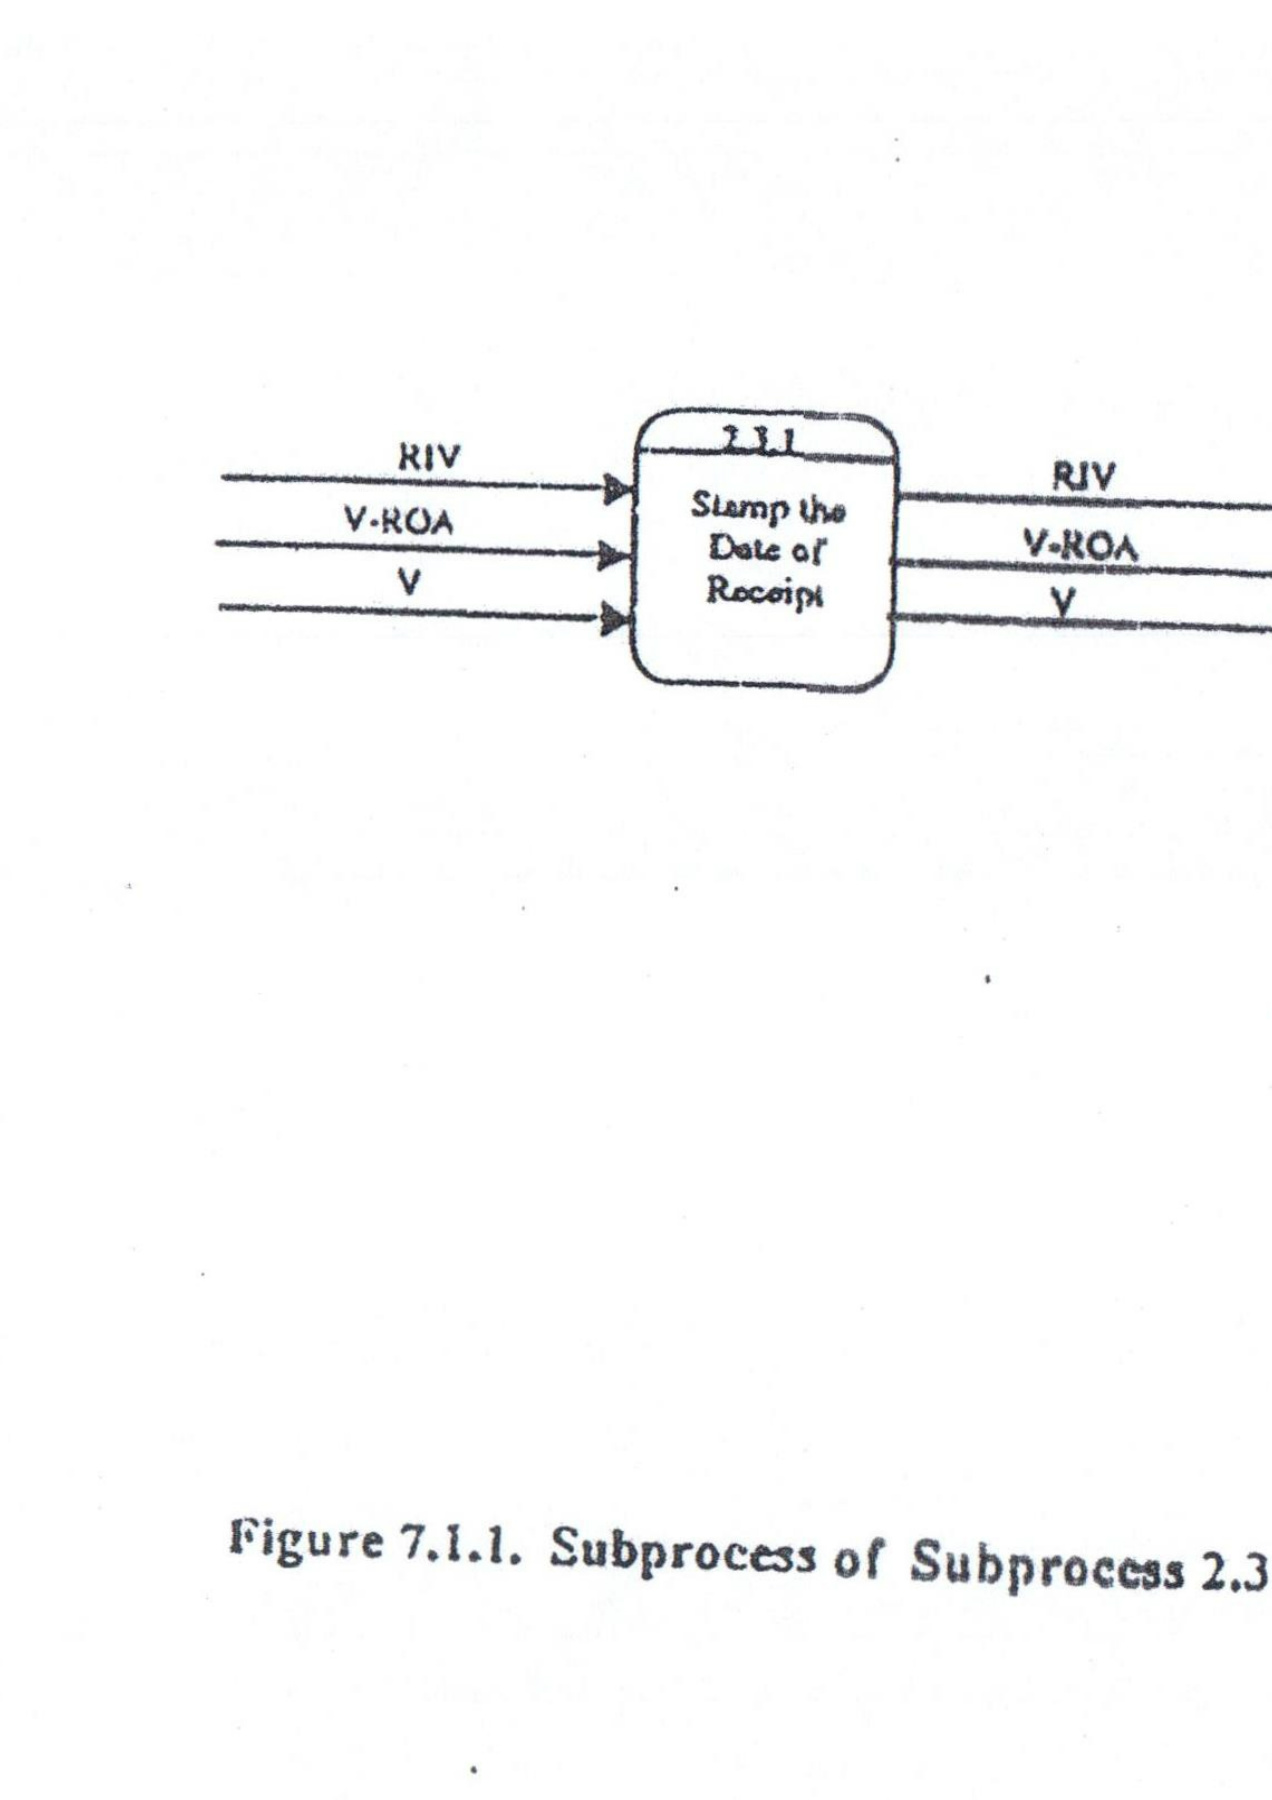 2.3.1
RIV
RIV
Stamp the
V-ROA
Date of
V-ROA
V
Receipt
V
Figure 7.1.1. Subprocess of Subprocess 2.3